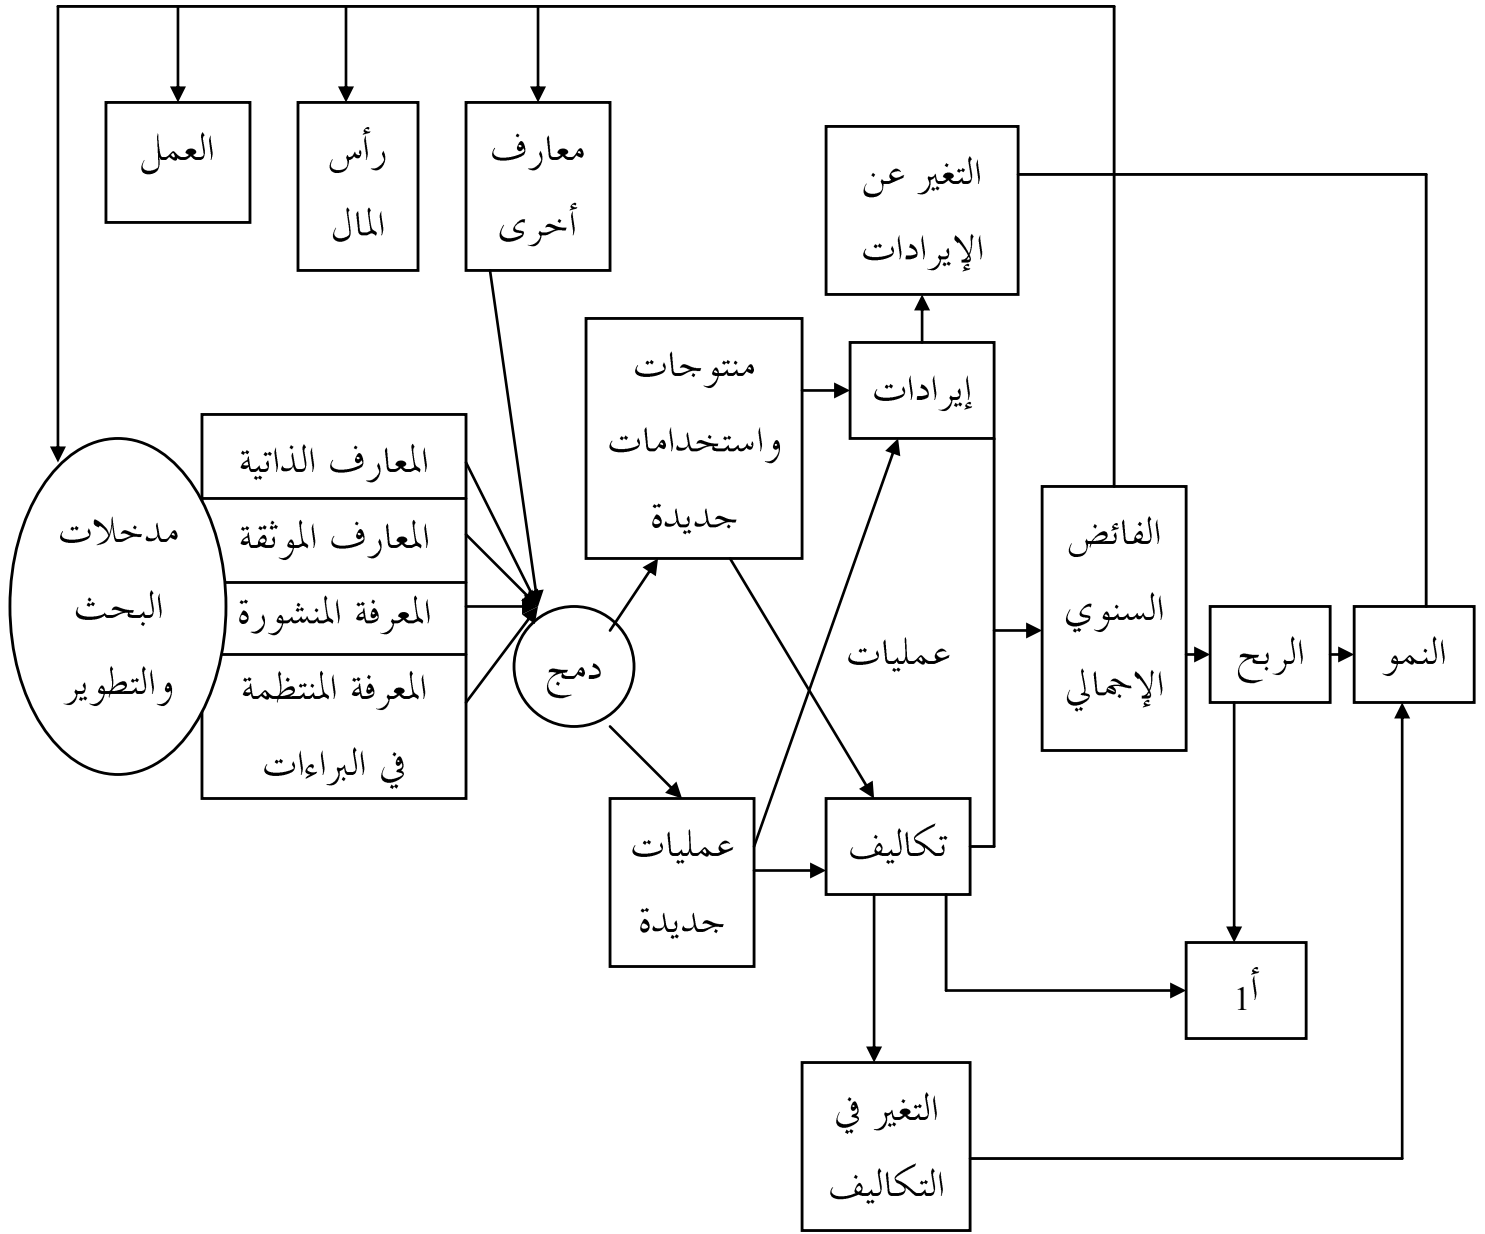 العمل
رأس
المال
معارف
أخرى
التغير عن
الإيرادات
منتوجات
واستخدامات
جديدة
إيرادات
المعارف الذاتية
المعارف الموثقة
المعرفة المنشورة
المعرفة المنتظمة
في البراءات
مدخلات
البحث
والتطوير
دمج
عمليات
الفائض
السنوي
الإجمالي
الربح
النمو
عمليات
جديدة
تكاليف
أ1
التغير في
التكاليف